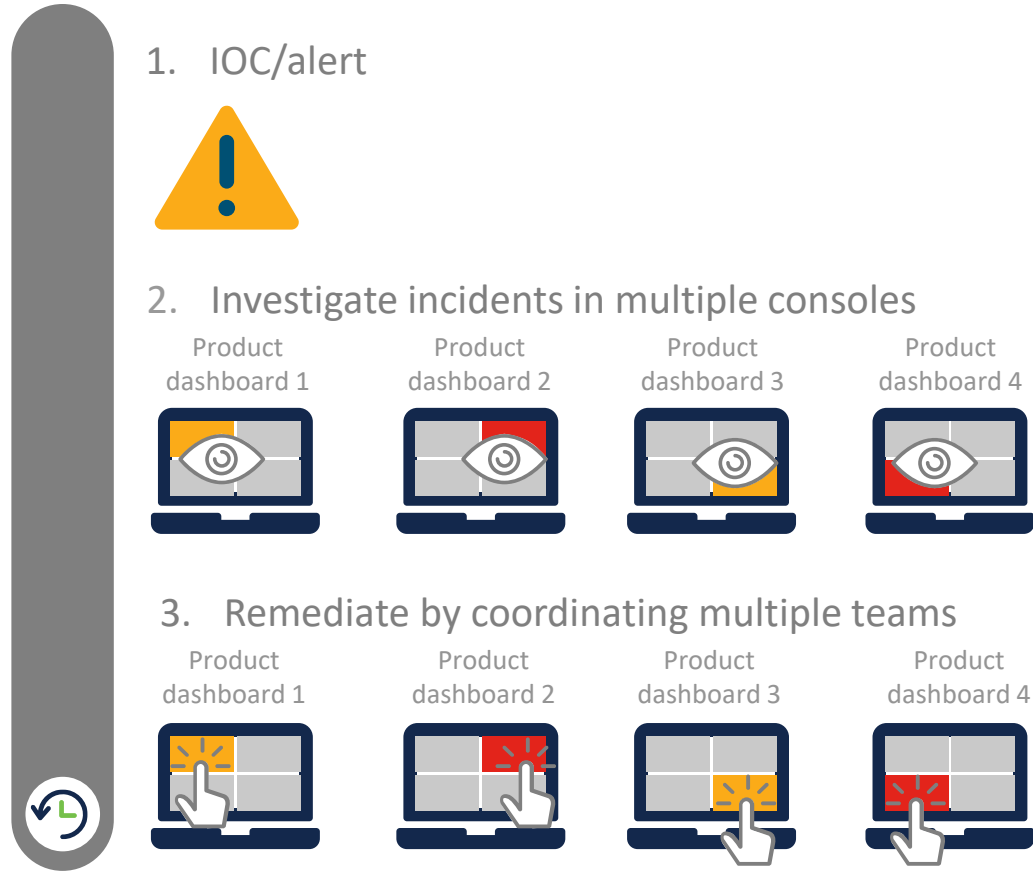 1. IOC/alert
2. Investigate incidents in multiple consoles
Product
dashboard 1
Product
dashboard 2
Product
dashboard 3
Product
dashboard 4
3. Remediate by coordinating multiple teams
Product
dashboard 1
Product
dashboard 2
Product
dashboard 3
Product
dashboard 4